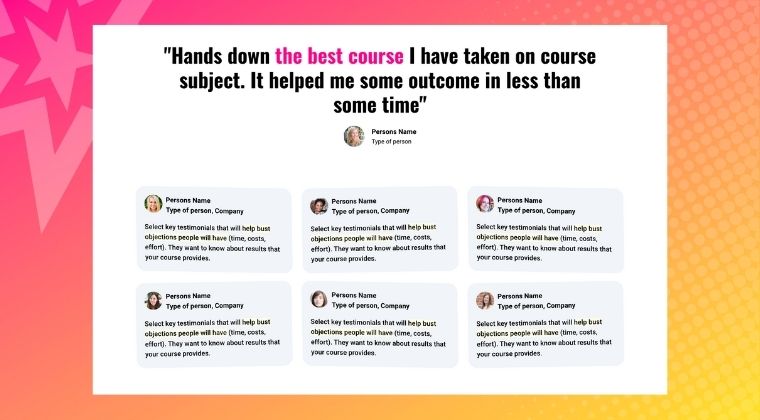 "Hands down the best course I have taken on course
subject. It helped me some outcome in less than
some time"
Persons Name
Type of person
Persons Name
Type of person, Company
Select key testimonials that will help bust
objections people will have (time, costs,
effort). They want to know about results that
your course provides.
Persons Name
Type of person, Company
Select key testimonials that will help bust
objections people will have (time, costs,
effort). They want to know about results that
your course provides.
Persons Name
Type of person, Company
Select key testimonials that will help bust
objections people will have (time, costs,
effort). They want to know about results that
your course provides.
Persons Name
Type of person, Company
Select key testimonials that will help bust
objections people will have (time, costs,
effort). They want to know about results that
your course provides.
Persons Name
Type of person, Company
Select key testimonials that will help bust
objections people will have (time, costs,
effort). They want to know about results that
your course provides.
Persons Name
Type of person, Company
Select key testimonials that will help bust
objections people will have (time, costs,
effort). They want to know about results that
your course provides.